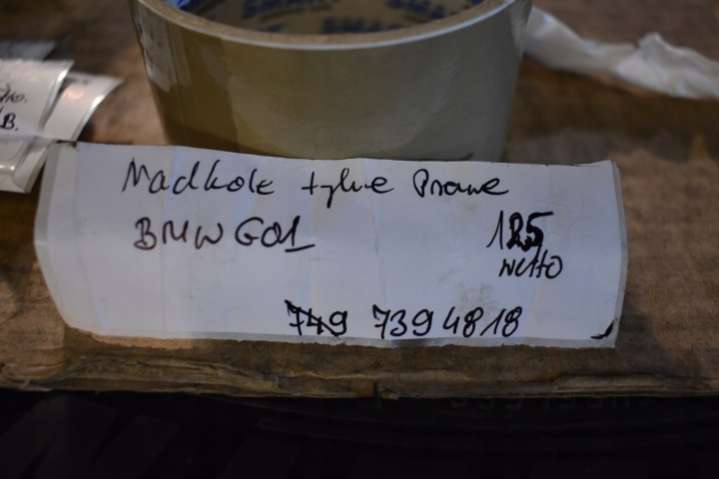 Nadkole tylne Prawe
BMW G01 125
netto
749 7394818